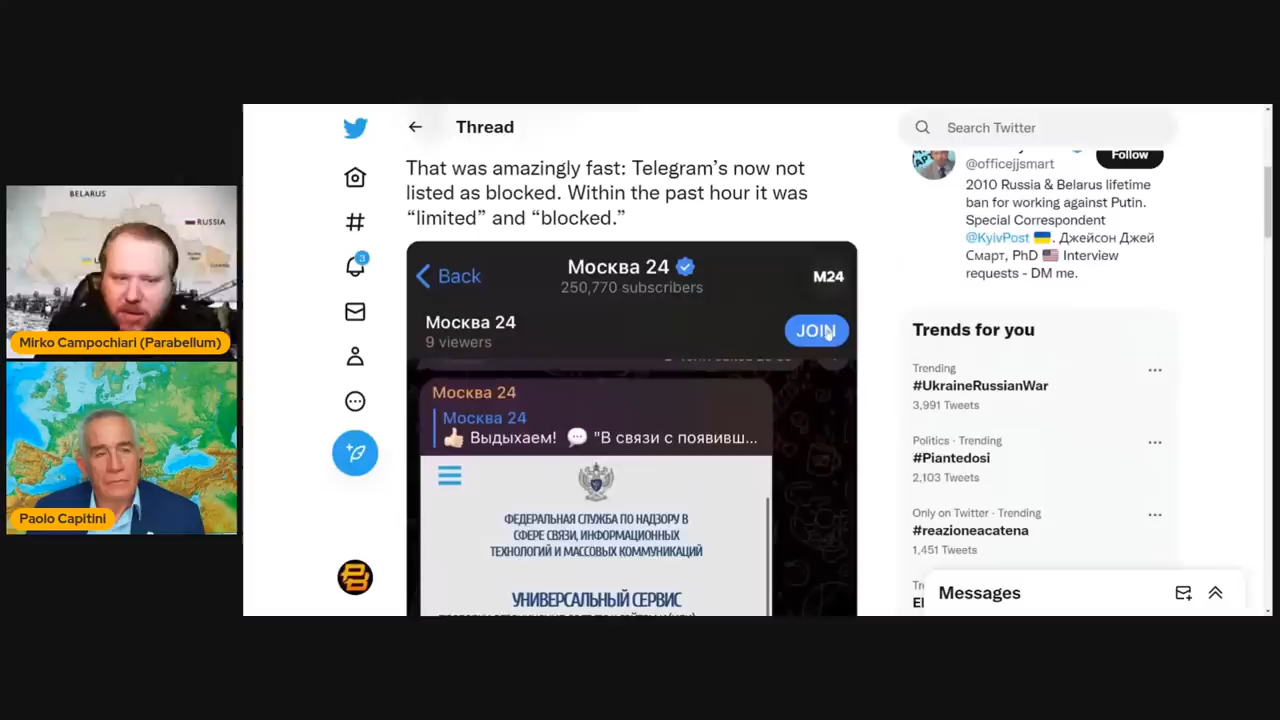 BELARUS
RUSSIA
Mirko Campochiari (Parabellum)
Paolo Capitini
Thread
That was amazingly fast: Telegram’s now not
listed as blocked. Within the past hour it was
“limited” and “blocked.”
Back
Москва 24
250,770 subscribers
M24
Москва 24
9 viewers
JOIN
Москва 24
Москва 24
👍🏻 Выдыхаем! 💬 "В связи с появивш...
ФЕДЕРАЛЬНАЯ СЛУЖБА ПО НАДЗОРУ В
СФЕРЕ СВЯЗИ, ИНФОРМАЦИОННЫХ
ТЕХНОЛОГИЙ И МАССОВЫХ КОММУНИКАЦИЙ
УНИВЕРСАЛЬНЫЙ СЕРВИС
3
Search Twitter
@officejjsmart
Follow
2010 Russia & Belarus lifetime
ban for working against Putin.
Special Correspondent
@KyivPost 🇺🇦. Джейсон Джей
Смарт, PhD 🇺🇸 Interview
requests - DM me.
Trends for you
Trending
#UkraineRussianWar
3,991 Tweets
Politics · Trending
#Piantedosi
2,103 Tweets
Only on Twitter · Trending
#reazioneacatena
1,451 Tweets
Messages